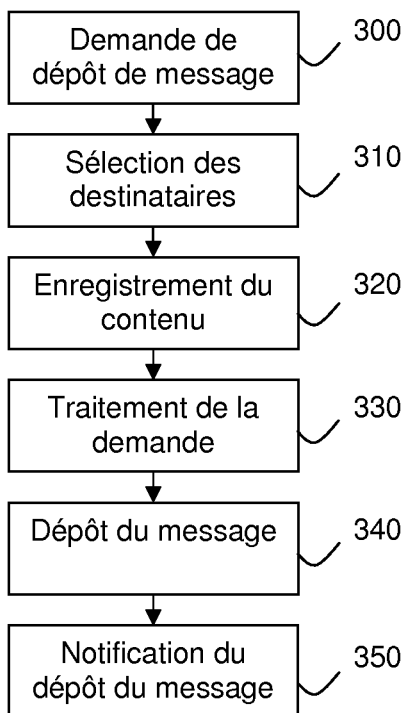 Demande de
dépôt de message
300
Sélection des
destinataires
310
Enregistrement du
contenu
320
Traitement de la
demande
330
Dépôt du message
340
Notification du
dépôt du message
350